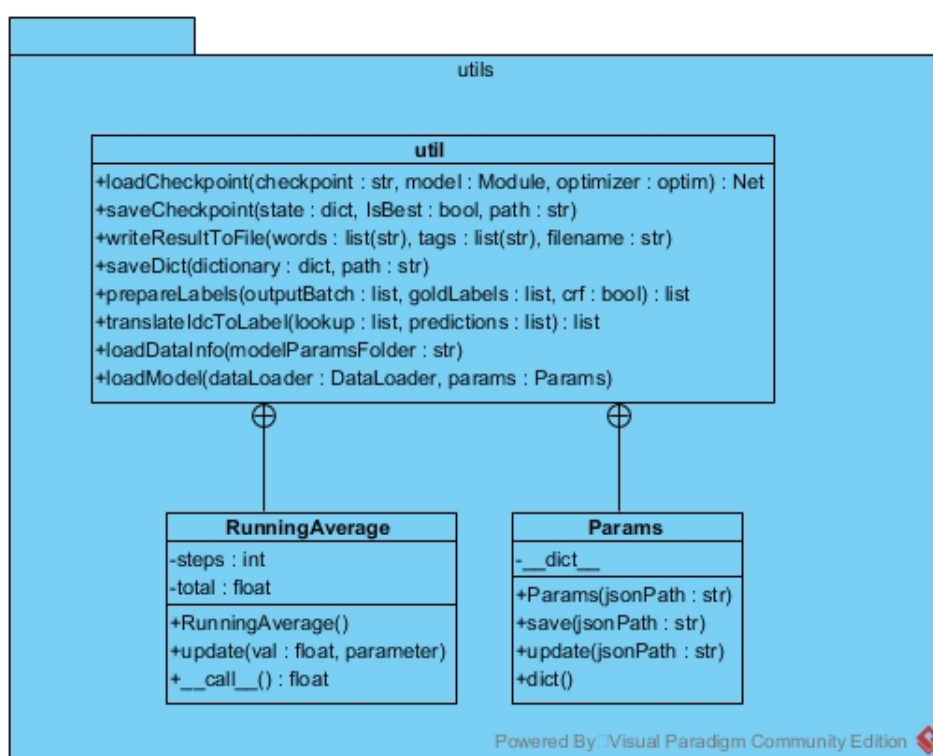 utils
util
+loadCheckpoint(checkpoint : str, model : Module, optimizer : optim) : Net
+saveCheckpoint(state : dict, IsBest : bool, path : str)
+writeResultToFile(words : list(str), tags : list(str), filename : str)
+saveDict(dictionary : dict, path : str)
+prepareLabels(outputBatch : list, goldLabels : list, crf : bool) : list
+translateIdcToLabel(lookup : list, predictions : list) : list
+loadDataInfo(modelParamsFolder : str)
+loadModel(dataLoader : DataLoader, params : Params)
RunningAverage
-steps : int
-total : float
+RunningAverage()
+update(val : float, parameter)
+__call__() : float
Params
-__dict__
+Params(jsonPath : str)
+save(jsonPath : str)
+update(jsonPath : str)
+dict()
Powered By Visual Paradigm Community Edition